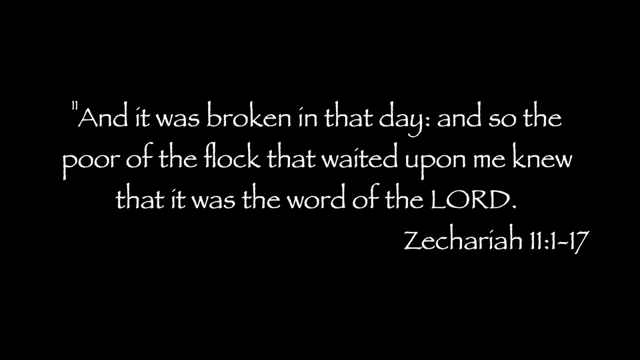 "And it was broken in that day: and so the
poor of the flock that waited upon me knew
that it was the word of the LORD.
Zechariah 11:1-17